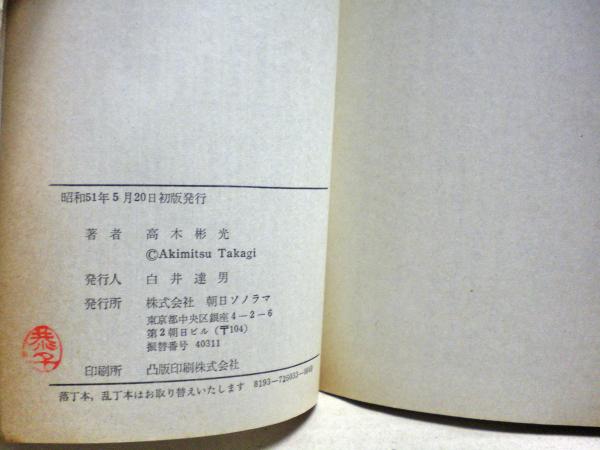 昭和51年5月20日初版発行
著者 高木彬光
©Akimitsu Takagi
発行人 白井達男
発行所 株式会社 朝日ソノラマ
東京都中央区銀座4−2−6
第2朝日ビル(〒104)
振替番号 40311
印刷所 凸版印刷株式会社
落丁本,乱丁本はお取り替えいたします 8193−725033−
恭子